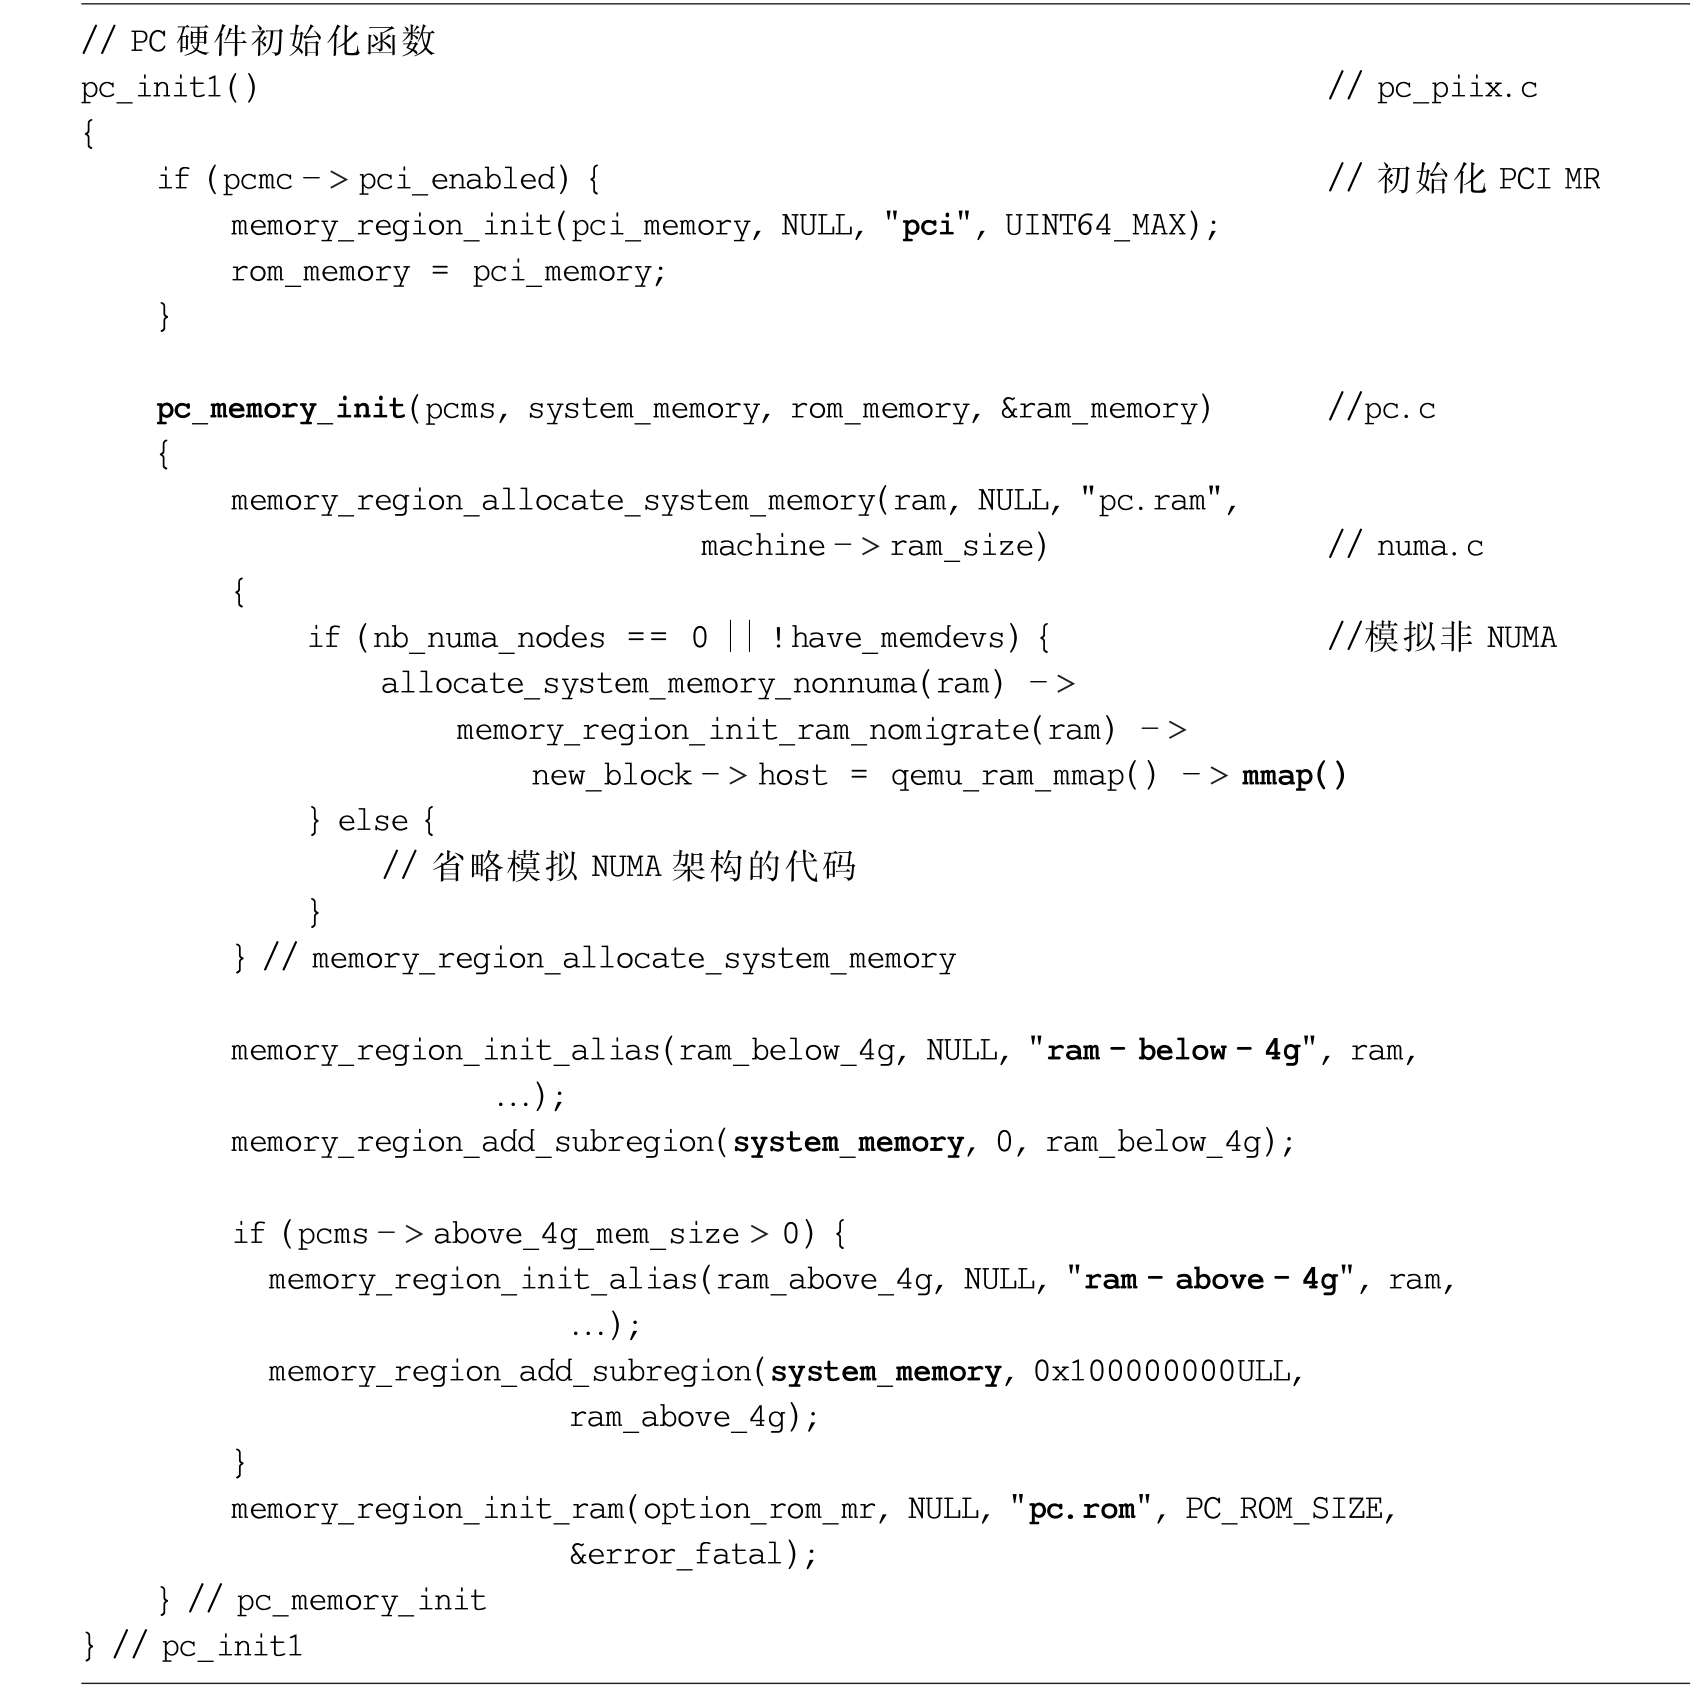 // PC 硬件初始化函数
pc_init1() // pc_piix.c
{
if (pcmc->pci_enabled) { // 初始化 PCI MR
memory_region_init(pci_memory, NULL, "pci", UINT64_MAX);
rom_memory = pci_memory;
}
pc_memory_init(pcms, system_memory, rom_memory, &ram_memory) //pc.c
{
memory_region_allocate_system_memory(ram, NULL, "pc.ram",
machine->ram_size) // numa.c
{
if (nb_numa_nodes == 0 || !have_memdevs) { //模拟非 NUMA
allocate_system_memory_nonnuma(ram) ->
memory_region_init_ram_nomigrate(ram) ->
new_block->host = qemu_ram_mmap() -> mmap()
} else {
// 省略模拟 NUMA 架构的代码
}
} // memory_region_allocate_system_memory
memory_region_init_alias(ram_below_4g, NULL, "ram-below-4g", ram,
...);
memory_region_add_subregion(system_memory, 0, ram_below_4g);
if (pcms->above_4g_mem_size > 0) {
memory_region_init_alias(ram_above_4g, NULL, "ram-above-4g", ram,
...);
memory_region_add_subregion(system_memory, 0x100000000ULL,
ram_above_4g);
}
memory_region_init_ram(option_rom_mr, NULL, "pc.rom", PC_ROM_SIZE,
&error_fatal);
} // pc_memory_init
} // pc_init1